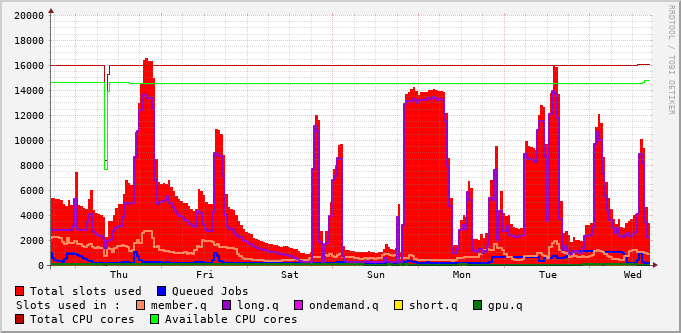 RRDTOOL / TOBI OETIKER
20000
18000
16000
14000
12000
10000
8000
6000
4000
2000
0
Thu Fri Sat Sun Mon Tue Wed
Total slots used Queued Jobs
Slots used in : member.q long.q ondemand.q short.q gpu.q
Total CPU cores Available CPU cores